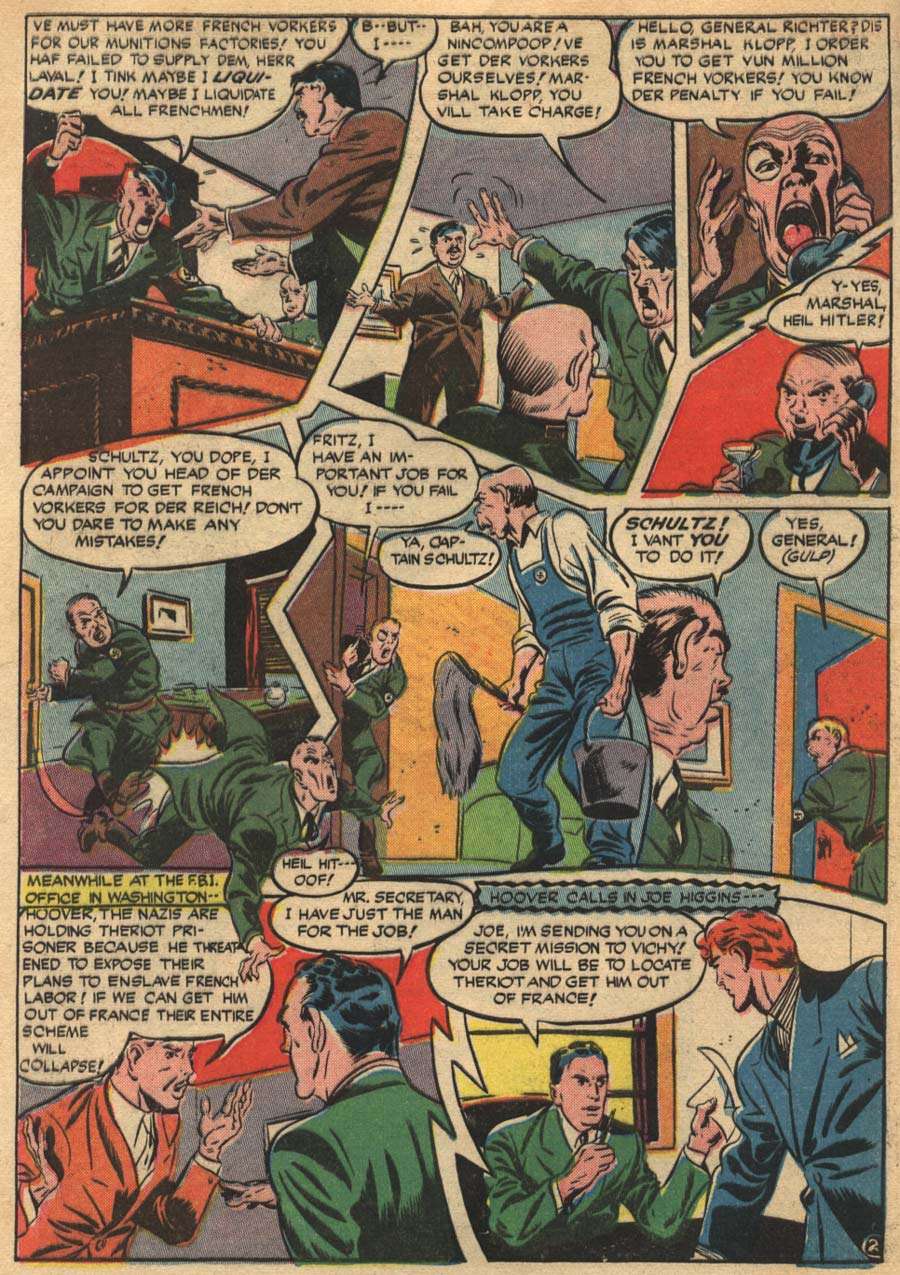 VE MUST HAVE MORE FRENCH VORKERS
FOR OUR MUNITIONS FACTORIES! YOU
HAF FAILED TO SUPPLY DEM, HERR
LAVAL! I TINK MAYBE I LIQUI-
DATE YOU! MAYBE I LIQUIDATE
ALL FRENCHMEN!
B--BUT--
I----
BAH, YOU ARE A
NINCOMPOOP! VE
GET DER VORKERS
OURSELVES! MAR-
SHAL KLOPP, YOU
VILL TAKE CHARGE!
HELLO, GENERAL RICHTER? DIS
IS MARSHAL KLOPP, I ORDER
YOU TO GET VUN MILLION
FRENCH VORKERS! YOU KNOW
DER PENALTY IF YOU FAIL!
Y-YES,
MARSHAL,
HEIL HITLER!
SCHULTZ, YOU DOPE, I
APPOINT YOU HEAD OF DER
CAMPAIGN TO GET FRENCH
VORKERS FOR DER REICH! DON'T
YOU DARE TO MAKE ANY
MISTAKES!
HEIL HIT---
OOF!
FRITZ, I
HAVE AN IM-
PORTANT JOB FOR
YOU! IF YOU FAIL
I----
YA, CAP-
TAIN SCHULTZ!
SCHULTZ!
I VANT YOU
TO DO IT!
YES,
GENERAL!
(GULP)
MEANWHILE AT THE F.B.I.
OFFICE IN WASHINGTON--
HOOVER, THE NAZIS ARE
HOLDING THERIOT PRI-
SONER BECAUSE HE THREAT-
ENED TO EXPOSE THEIR
PLANS TO ENSLAVE FRENCH
LABOR! IF WE CAN GET HIM
OUT OF FRANCE THEIR ENTIRE
SCHEME
WILL
COLLAPSE!
MR. SECRETARY,
I HAVE JUST THE MAN
FOR THE JOB!
HOOVER CALLS IN JOE HIGGINS---
JOE, I'M SENDING YOU ON A
SECRET MISSION TO VICHY!
YOUR JOB WILL BE TO LOCATE
THERIOT AND GET HIM OUT
OF FRANCE!
2